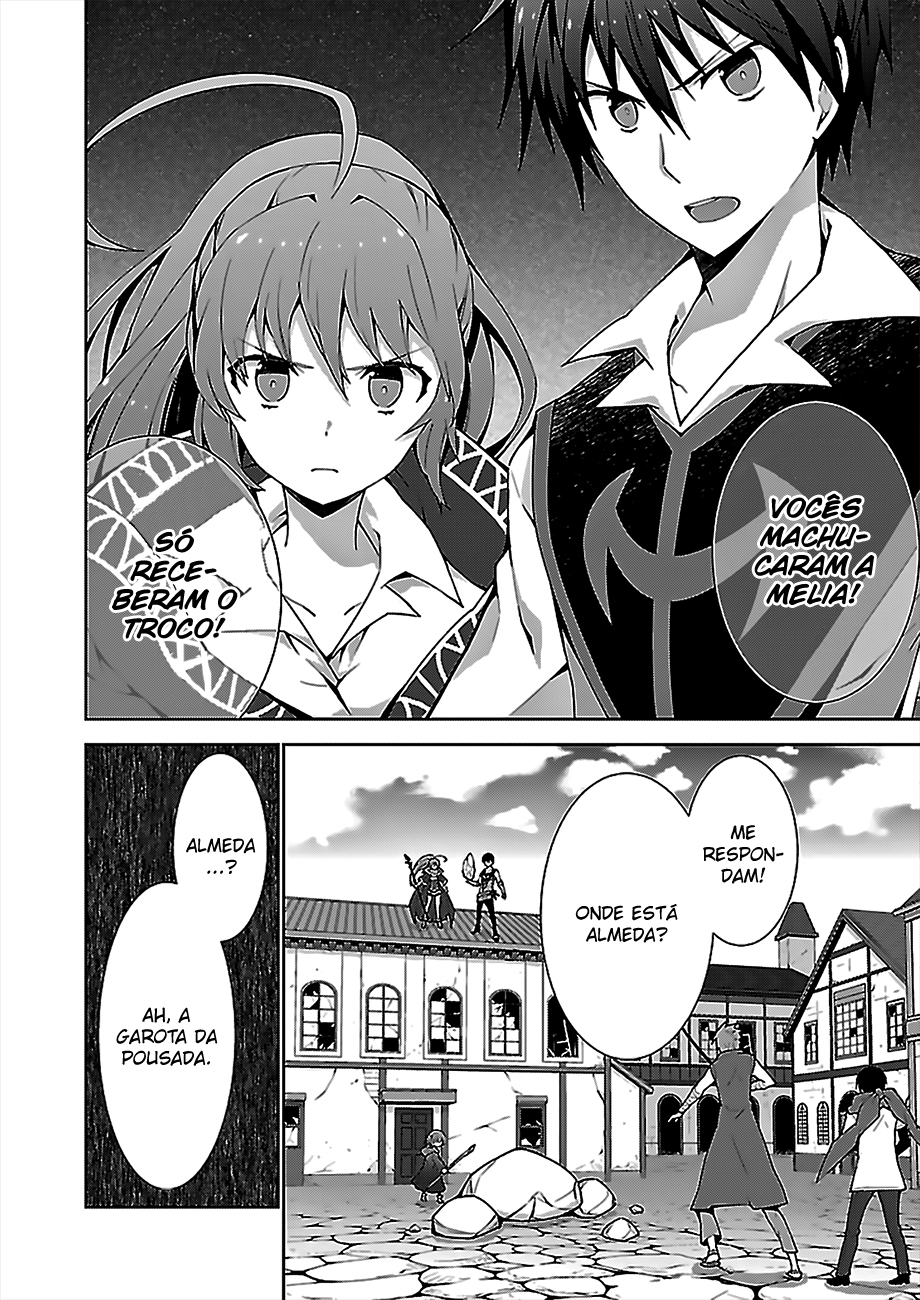 VOCÊS
MACHU-
CARAM A
MELIA!
SÓ
RECE-
BERAM O
TROCO!
ME
RESPON-
DAM!
ONDE ESTÁ
ALMEDA?
ALMEDA
...?
AH, A
GAROTA DA
POUSADA.